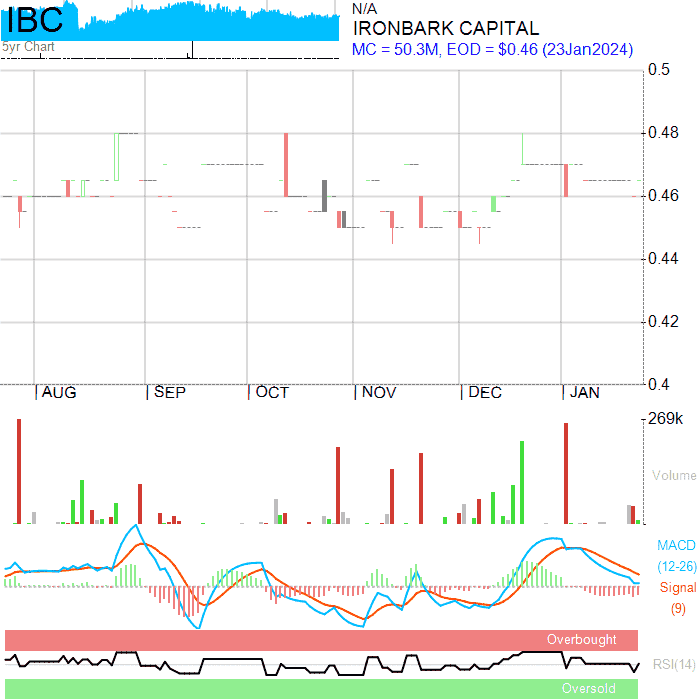 IBC
5yr Chart
N/A
IRONBARK CAPITAL
MC = 50.3M, EOD = $0.46 (23Jan2024)
0.5
0.48
0.46
0.44
0.42
0.4
AUG SEP OCT NOV DEC JAN
269k
Volume
MACD
(12-26)
Signal
(9)
Overbought
RSI(14)
Oversold